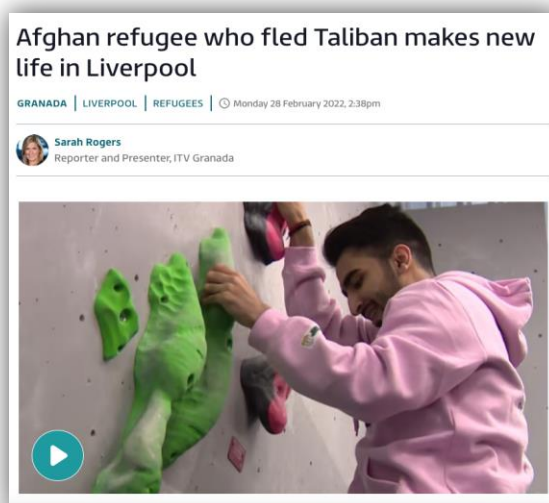 Afghan refugee who fled Taliban makes new
life in Liverpool
GRANADA | LIVERPOOL | REFUGEES | Monday 28 February 2022, 2:38pm
Sarah Rogers
Reporter and Presenter, ITV Granada